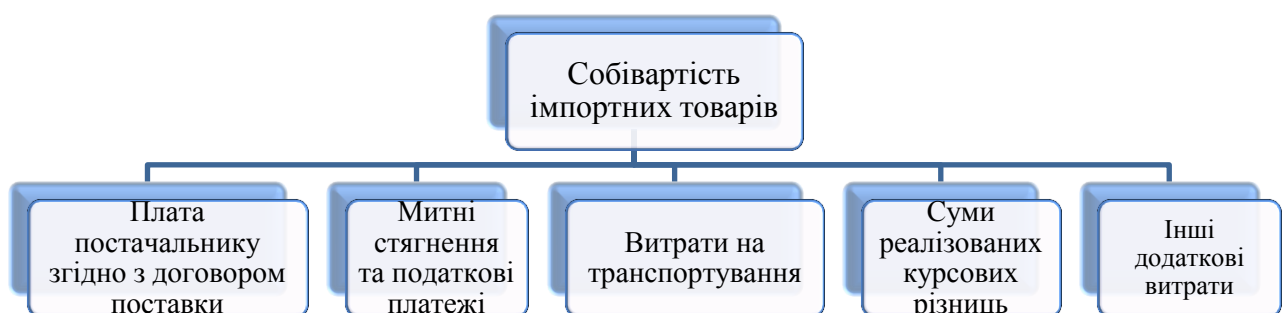 Собівартість
імпортних товарів
Плата
постачальнику
згідно з договором
поставки
Митні
стягнення
та податкові
платежі
Витрати на
транспортування
Суми
реалізованих
курсових
різниць
Інші
додаткові
витрати